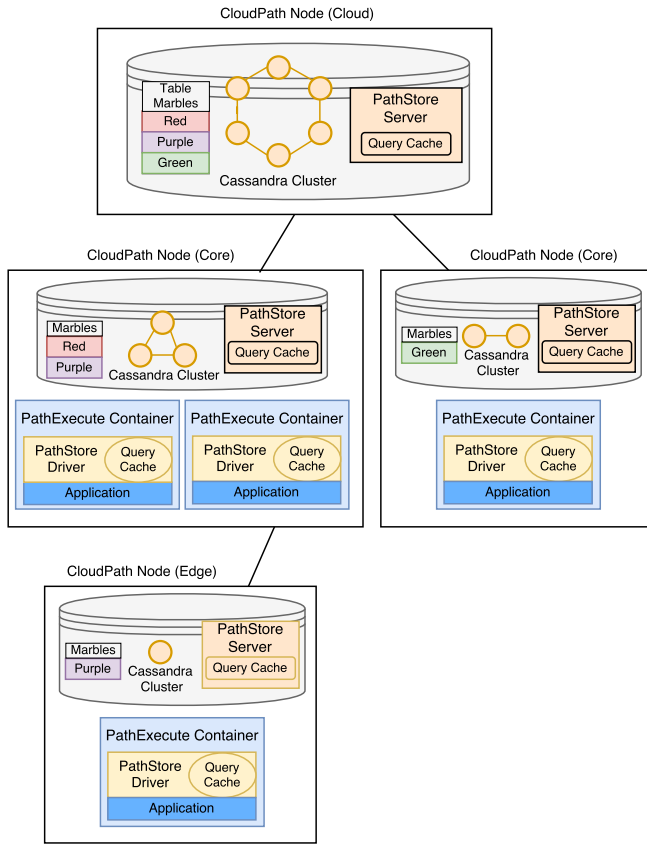 CloudPath Node (Cloud)
Table
Marbles
Red
Purple
Green
Cassandra Cluster
PathStore
Server
Query Cache
CloudPath Node (Core)
Marbles
Red
Purple
Cassandra Cluster
PathStore
Server
Query Cache
PathExecute Container
PathStore
Driver
Query
Cache
Application
PathExecute Container
PathStore
Driver
Query
Cache
Application
CloudPath Node (Core)
Marbles
Green
Cassandra
Cluster
PathStore
Server
Query Cache
PathExecute Container
PathStore
Driver
Query
Cache
Application
CloudPath Node (Edge)
Marbles
Purple
Cassandra
Cluster
PathStore
Server
Query Cache
PathExecute Container
PathStore
Driver
Query
Cache
Application